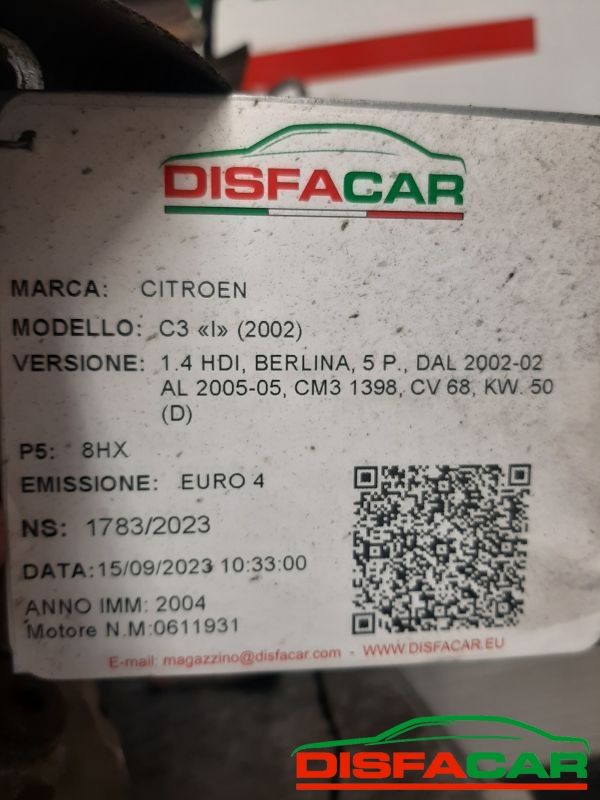 DISFACAR
MARCA: CITROEN
MODELLO: C3 «I» (2002)
VERSIONE: 1.4 HDI, BERLINA, 5 P., DAL 2002-02
AL 2005-05, CM3 1398, CV 68, KW. 50
(D)
P5: 8HX
EMISSIONE: EURO 4
NS: 1783/2023
DATA:15/09/2023 10:33:00
ANNO IMM: 2004
Motore N.M:0611931
E-mail: magazzino@disfacar.com - WWW.DISFACAR.EU
DISFACAR